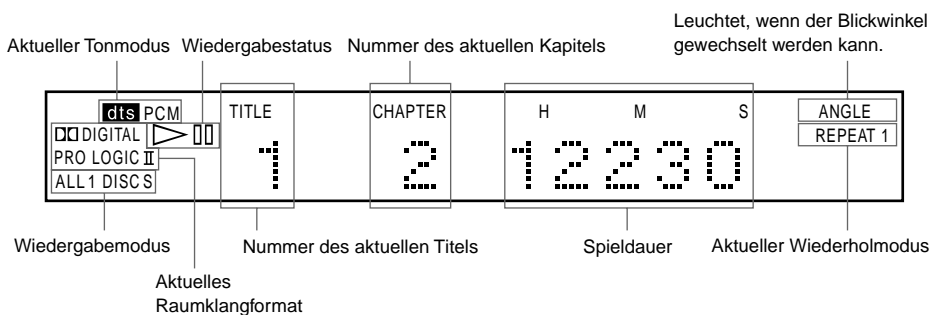 Leuchtet, wenn der Blickwinkel
gewechselt werden kann.
Aktueller Tonmodus
Wiedergabestatus
Nummer des aktuellen Kapitels
dts PCM
DIGITAL
PRO LOGIC II
ALL 1 DISC S
TITLE
1
CHAPTER
2
H M S
1 22 30
ANGLE
REPEAT 1
Wiedergabemodus
Aktuelles
Raumklangformat
Nummer des aktuellen Titels
Spieldauer
Aktueller Wiederholmodus